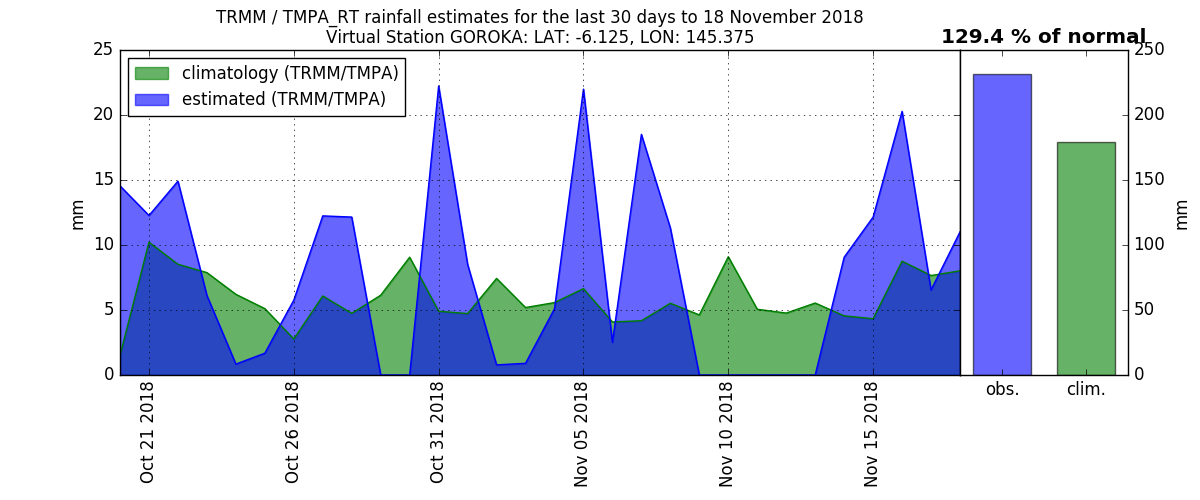 TRMM / TMPA_RT rainfall estimates for the last 30 days to 18 November 2018
Virtual Station GOROKA: LAT: -6.125, LON: 145.375
129.4 % of normal
climatology (TRMM/TMPA)
estimated (TRMM/TMPA)
25
20
15
10
5
0
mm
250
200
150
100
50
0
mm
Oct 21 2018
Oct 26 2018
Oct 31 2018
Nov 05 2018
Nov 10 2018
Nov 15 2018
obs.
clim.